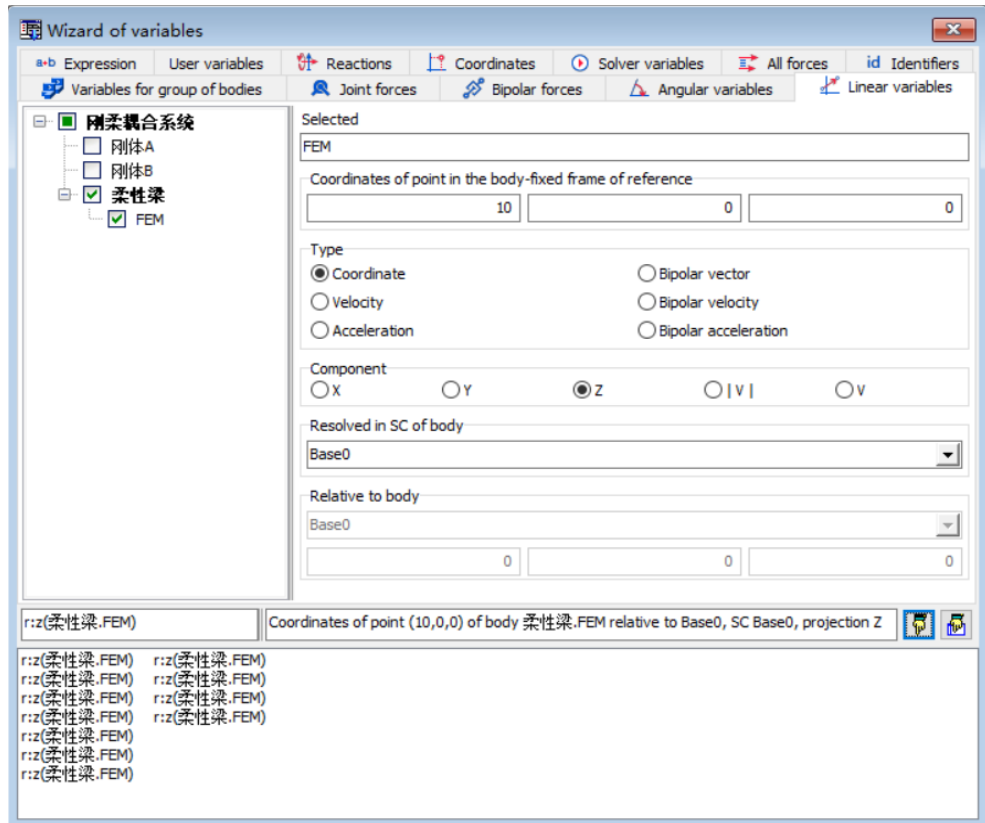 Wizard of variables
a+b Expression User variables Reactions Coordinates Solver variables All forces id Identifiers
Variables for group of bodies Joint forces Bipolar forces Angular variables Linear variables
刚柔耦合系统
刚体A
刚体B
柔性梁
FEM
Selected
FEM
Coordinates of point in the body-fixed frame of reference
10 0 0
Type
Coordinate Bipolar vector
Velocity Bipolar velocity
Acceleration Bipolar acceleration
Component
X Y Z | V | V
Resolved in SC of body
Base0
Relative to body
Base0
0 0 0
r:z(柔性梁.FEM) Coordinates of point (10,0,0) of body 柔性梁.FEM relative to Base0, SC Base0, projection Z
r:z(柔性梁.FEM) r:z(柔性梁.FEM)
r:z(柔性梁.FEM) r:z(柔性梁.FEM)
r:z(柔性梁.FEM) r:z(柔性梁.FEM)
r:z(柔性梁.FEM) r:z(柔性梁.FEM)
r:z(柔性梁.FEM)
r:z(柔性梁.FEM)
r:z(柔性梁.FEM)